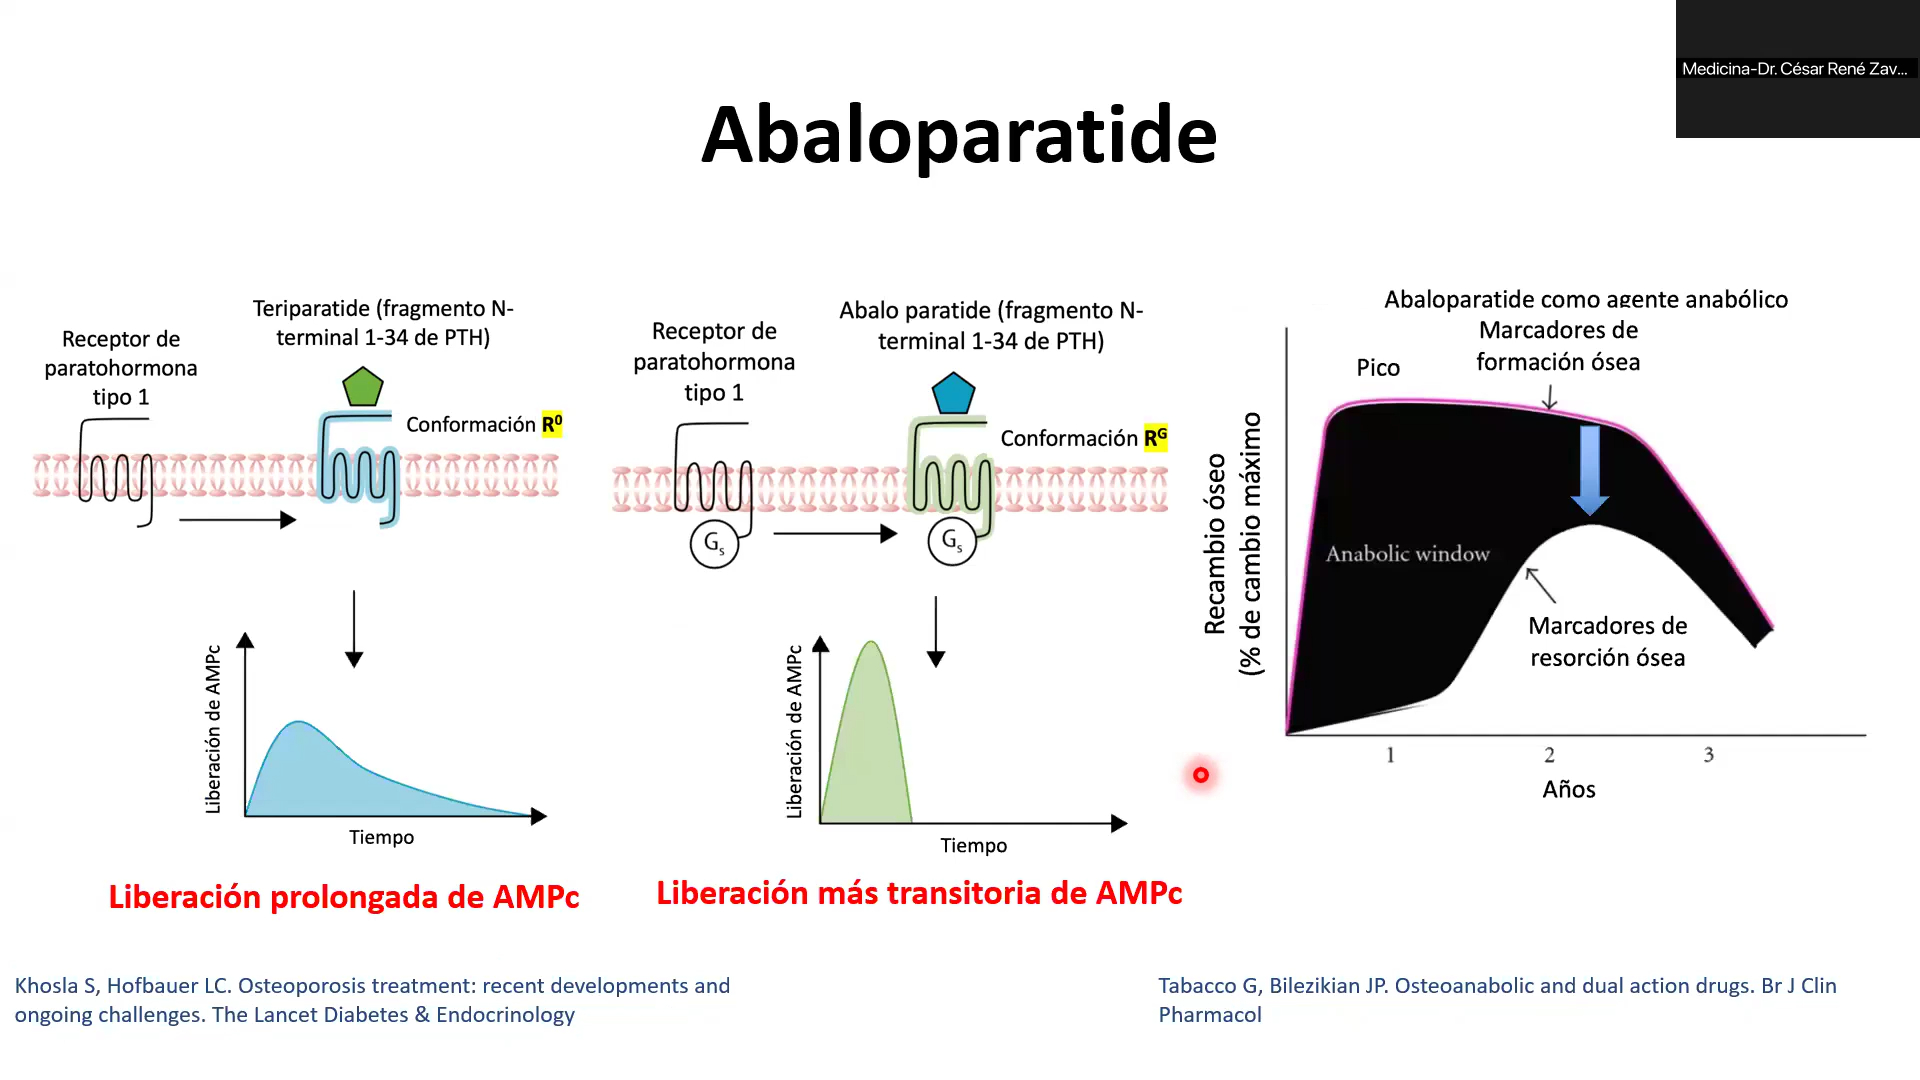 Medicina-Dr. César René Zav...
Abaloparatide
Receptor de
paratohormona
tipo 1
Teriparatide (fragmento N-
terminal 1-34 de PTH)
Conformación R⁰
Liberación de AMPc
Tiempo
Liberación prolongada de AMPc
Receptor de
paratohormona
tipo 1
Abalo paratide (fragmento N-
terminal 1-34 de PTH)
Conformación Rᴳ
Gₛ
Gₛ
Liberación de AMPc
Tiempo
Liberación más transitoria de AMPc
Abaloparatide como agente anabólico
Marcadores de
formación ósea
Pico
Recambio óseo
(% de cambio máximo
Anabolic window
Marcadores de
resorción ósea
1 2 3
Años
Khosla S, Hofbauer LC. Osteoporosis treatment: recent developments and
ongoing challenges. The Lancet Diabetes & Endocrinology
Tabacco G, Bilezikian JP. Osteoanabolic and dual action drugs. Br J Clin
Pharmacol